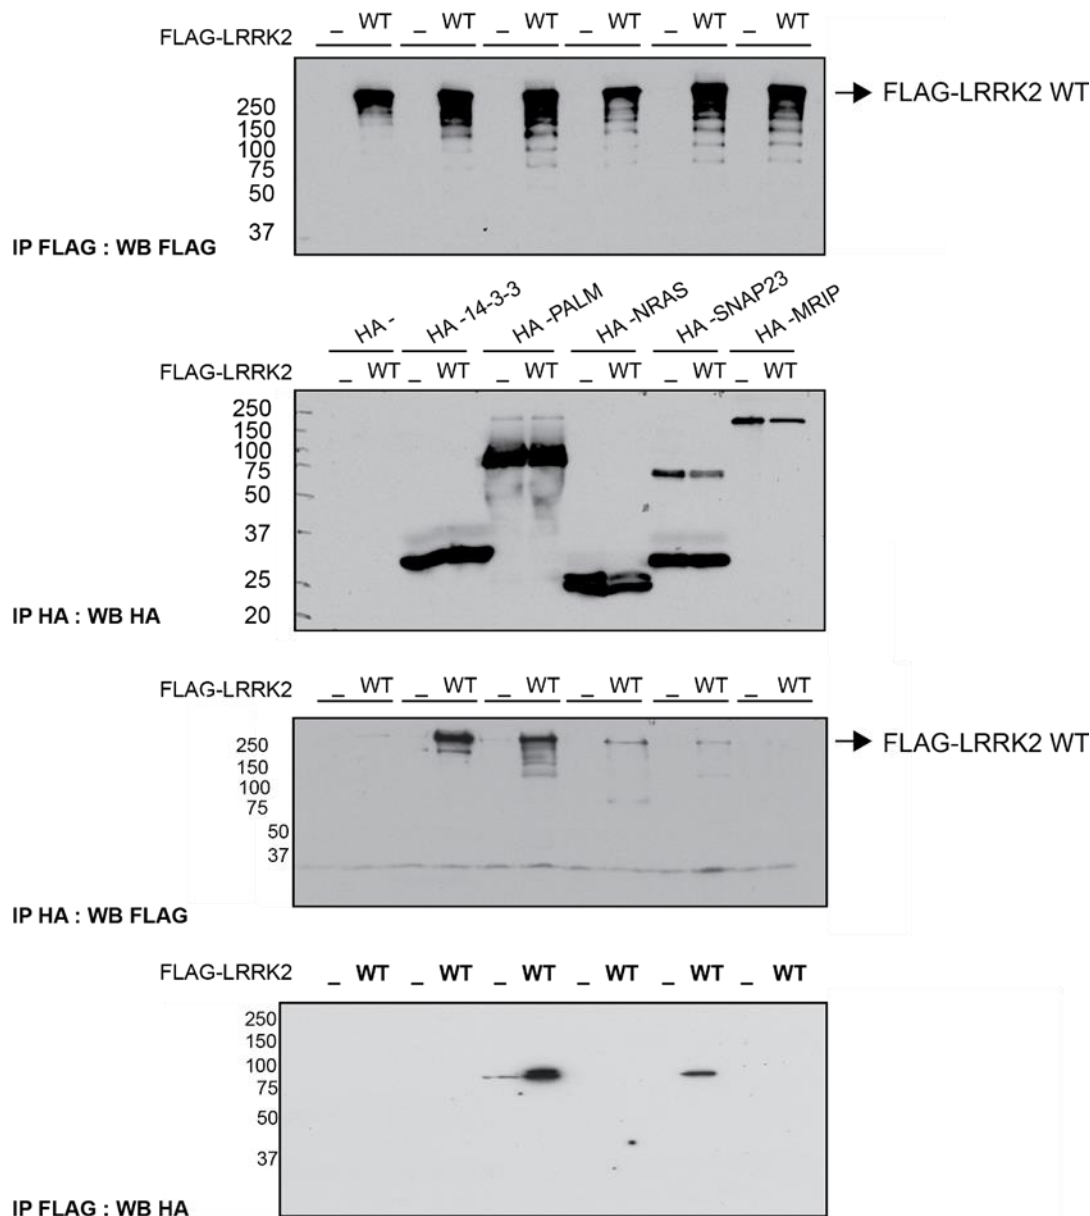 _ WT _ WT _ WT _ WT _ WT _ WT
FLAG-LRRK2
FLAG-LRRK2 WT
250
150
100
75
50
37
IP FLAG : WB FLAG
HA - HA -14-3-3 HA -PALM HA -NRAS HA -SNAP23 HA -MRIP
FLAG-LRRK2 _ WT _ WT _ WT _ WT _ WT _ WT
250
150
100
75
50
37
25
20
IP HA : WB HA
FLAG-LRRK2 _ WT _ WT _ WT _ WT _ WT _ WT
250
FLAG-LRRK2 WT
150
100
75
50
37
IP HA : WB FLAG
FLAG-LRRK2 _ WT _ WT _ WT _ WT _ WT _ WT
250
150
100
75
50
37
IP FLAG : WB HA